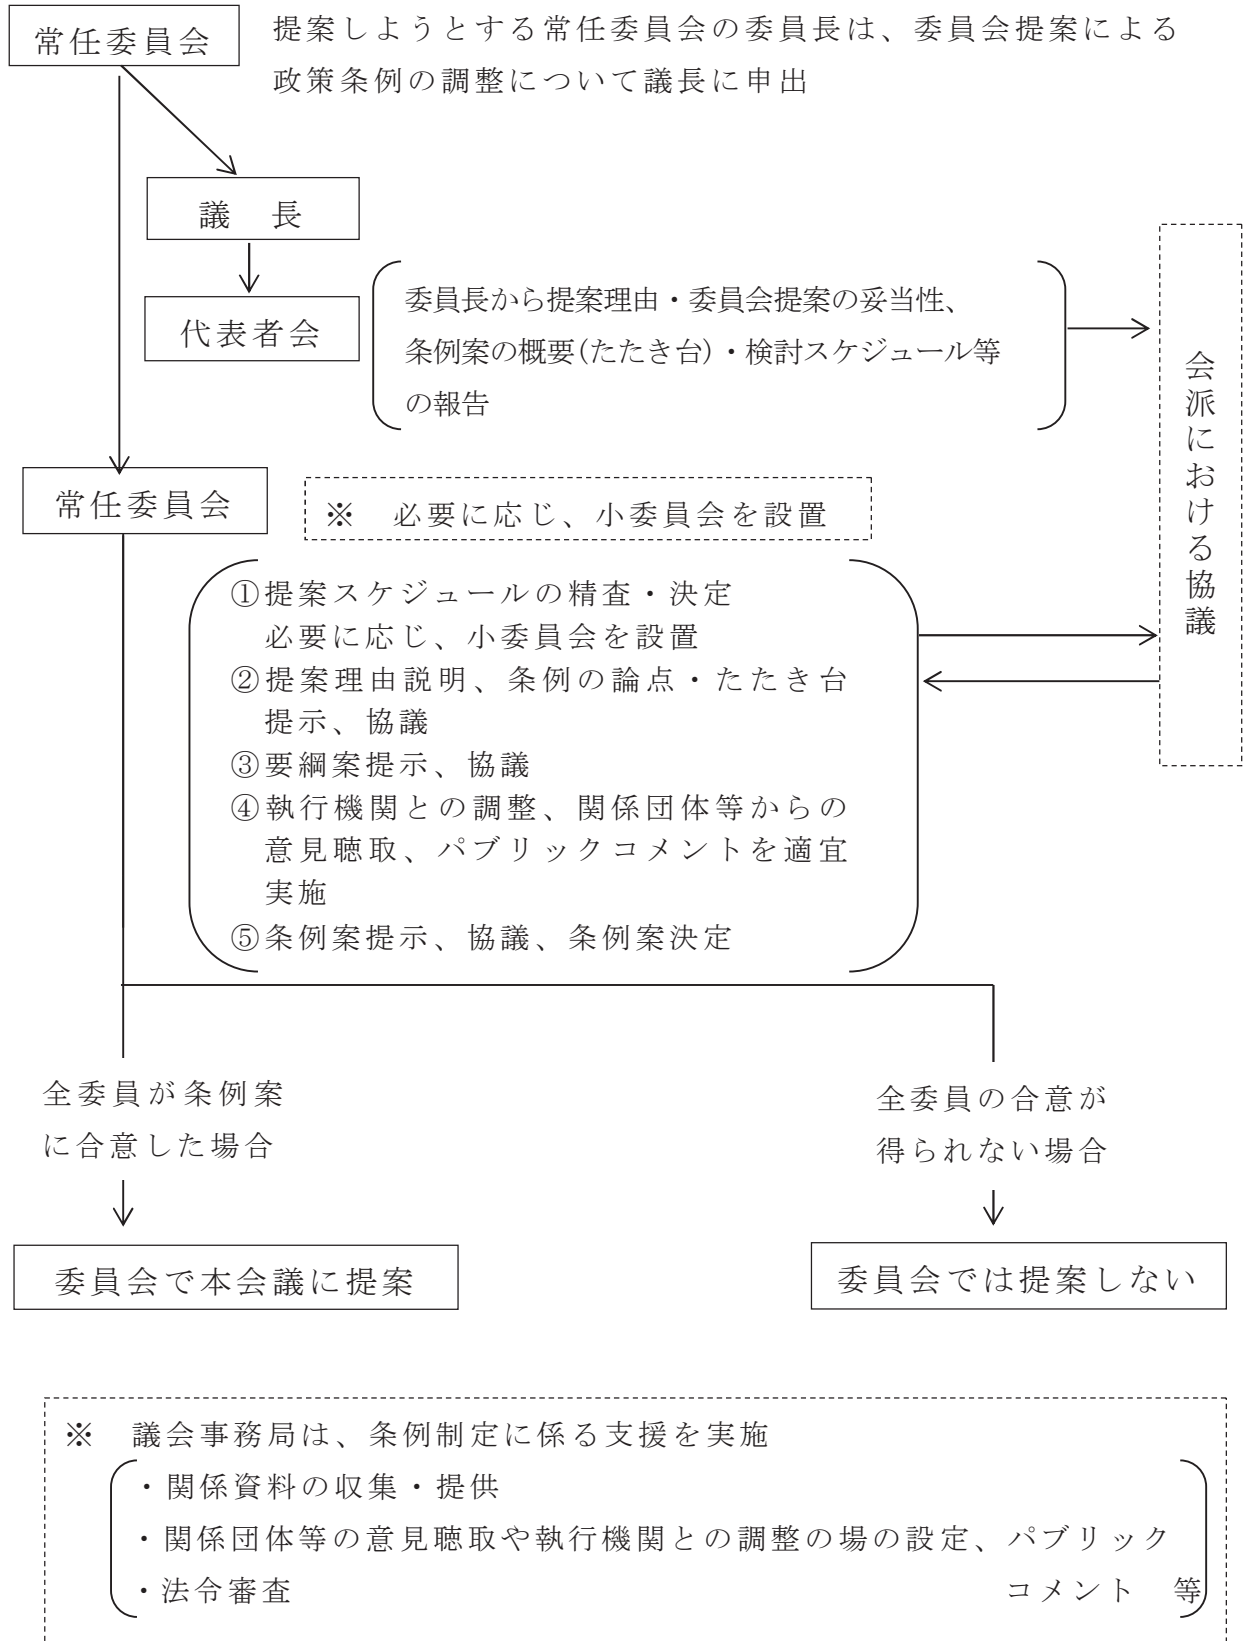 常任委員会
提案しようとする常任委員会の委員長は、委員会提案による
政策条例の調整について議長に申出
議　長
代表者会
委員長から提案理由・委員会提案の妥当性、
条例案の概要(たたき台)・検討スケジュール等
の報告
会派における協議
常任委員会
※　必要に応じ、小委員会を設置
①提案スケジュールの精査・決定
必要に応じ、小委員会を設置
②提案理由説明、条例の論点・たたき台
提示、協議
③要綱案提示、協議
④執行機関との調整、関係団体等からの
意見聴取、パブリックコメントを適宜
実施
⑤条例案提示、協議、条例案決定
全委員が条例案
に合意した場合
全委員の合意が
得られない場合
委員会で本会議に提案
委員会では提案しない
※　議会事務局は、条例制定に係る支援を実施
・関係資料の収集・提供
・関係団体等の意見聴取や執行機関との調整の場の設定、パブリック
・法令審査　コメント　等